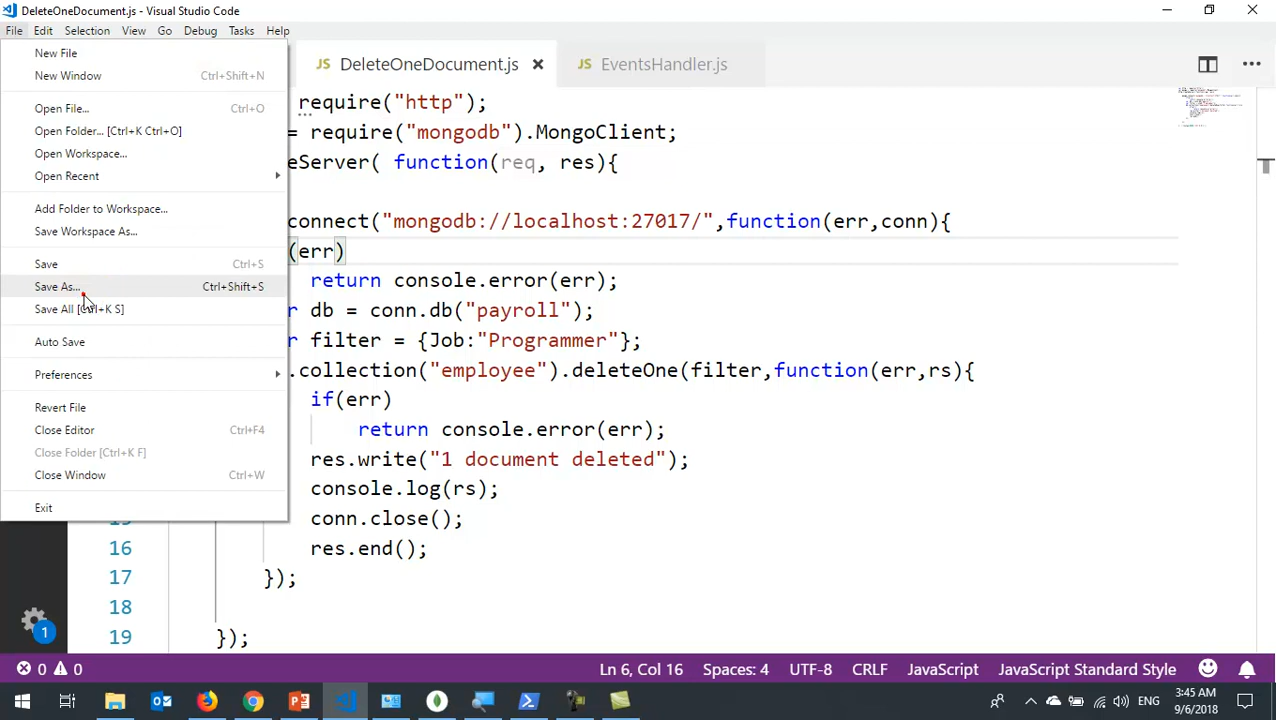 DeleteOneDocument.js - Visual Studio Code
File Edit Selection View Go Debug Tasks Help
New File
New Window Ctrl+Shift+N
Open File... Ctrl+O
Open Folder... [Ctrl+K Ctrl+O]
Open Workspace...
Open Recent
Add Folder to Workspace...
Save Workspace As...
Save Ctrl+S
Save As... Ctrl+Shift+S
Save All [Ctrl+K S]
Auto Save
Preferences
Revert File
Close Editor Ctrl+F4
Close Folder [Ctrl+K F]
Close Window Ctrl+W
Exit
JS DeleteOneDocument.js
JS EventsHandler.js
require("http");
= require("mongodb").MongoClient;
eServer( function(req, res){
connect("mongodb://localhost:27017/",function(err,conn){
(err)
return console.error(err);
r db = conn.db("payroll");
r filter = {Job:"Programmer"};
.collection("employee").deleteOne(filter,function(err,rs){
if(err)
return console.error(err);
res.write("1 document deleted");
console.log(rs);
conn.close();
16 res.end();
17 });
18
19 });
1
0 0 Ln 6, Col 16 Spaces: 4 UTF-8 CRLF JavaScript JavaScript Standard Style
ENG
3:45 AM
9/6/2018